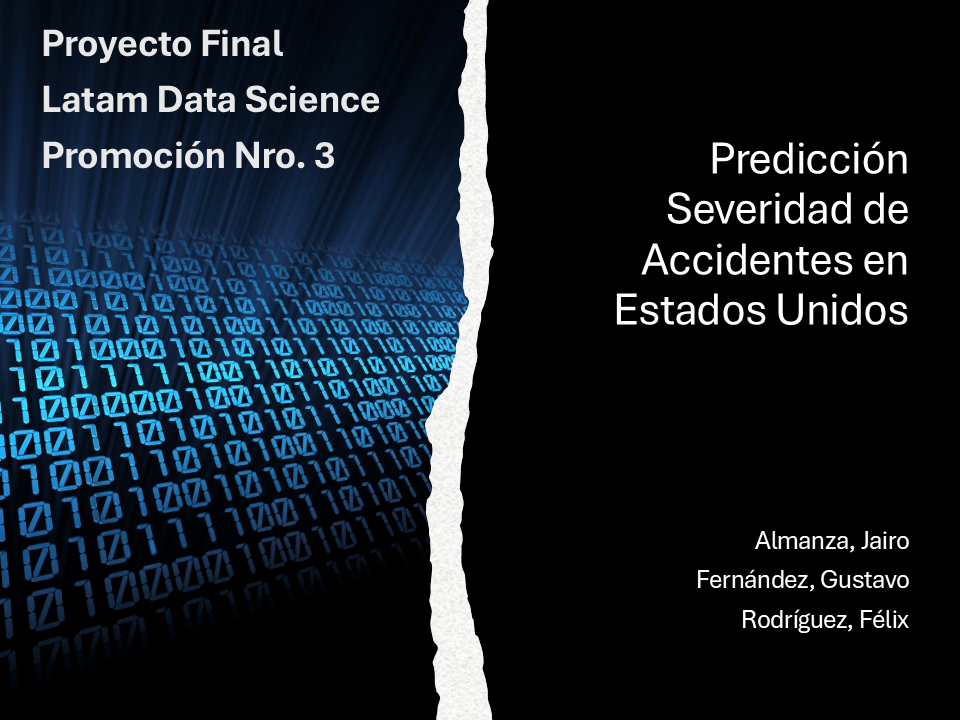 Proyecto Final
Latam Data Science
Promoción Nro. 3
Predicción
Severidad de
Accidentes en
Estados Unidos
Almanza, Jairo
Fernández, Gustavo
Rodríguez, Félix